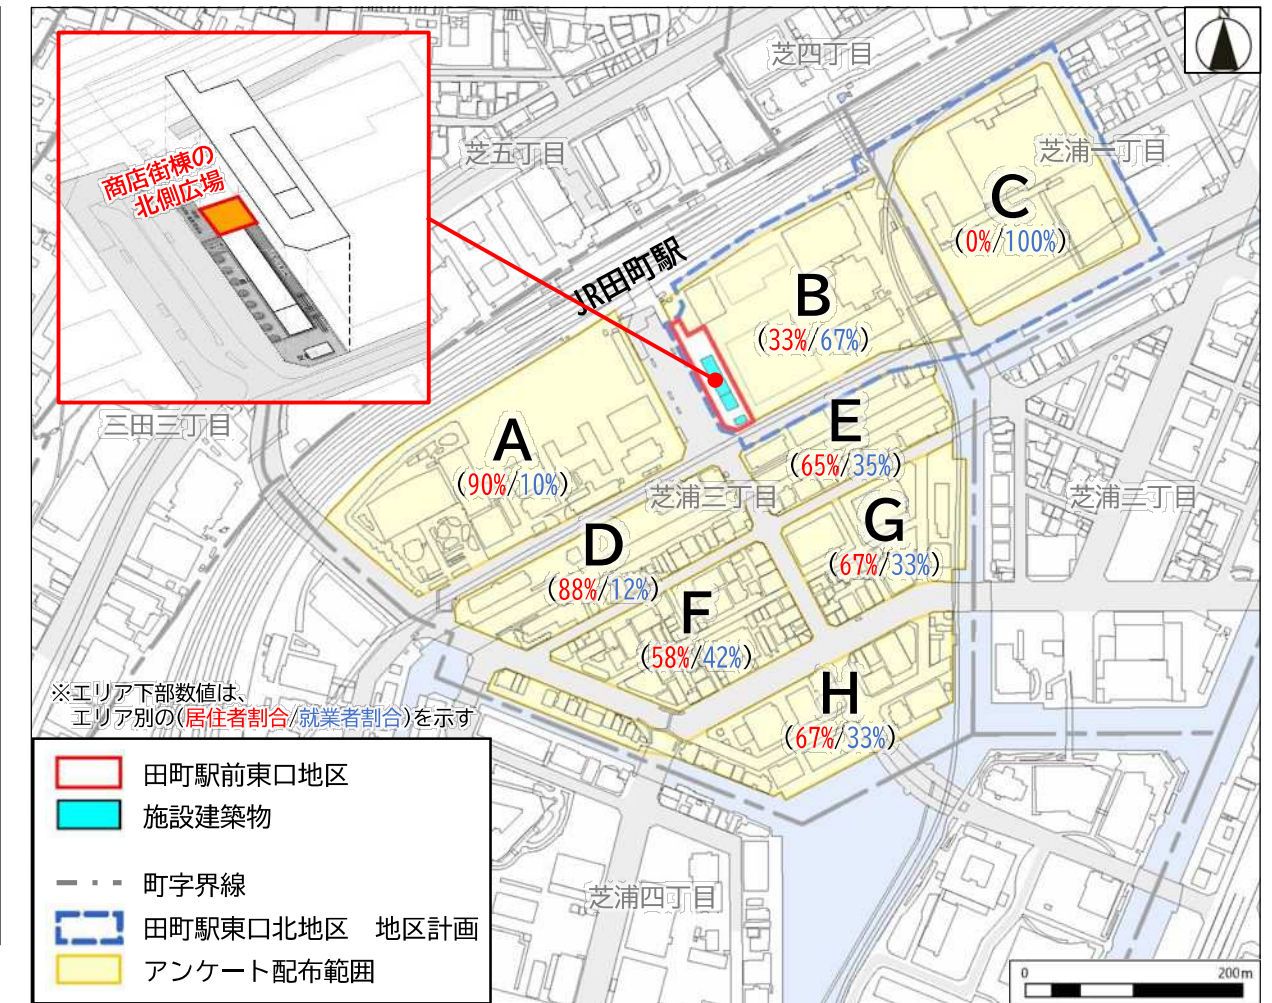 N
芝四丁目
芝五丁目
芝浦一丁目
商店街棟の
北側広場
C
(0%/100%)
JR田町駅
B
(33%/67%)
三田三丁目
A
(90%/10%)
E
(65%/35%)
芝浦三丁目
芝浦二丁目
G
(67%/33%)
D
(88%/12%)
F
(58%/42%)
H
(67%/33%)
※エリア下部数値は、
エリア別の(居住者割合/就業者割合)を示す
田町駅前東口地区
施設建築物
町字界線
田町駅東口北地区　地区計画
アンケート配布範囲
芝浦四丁目
0 200m